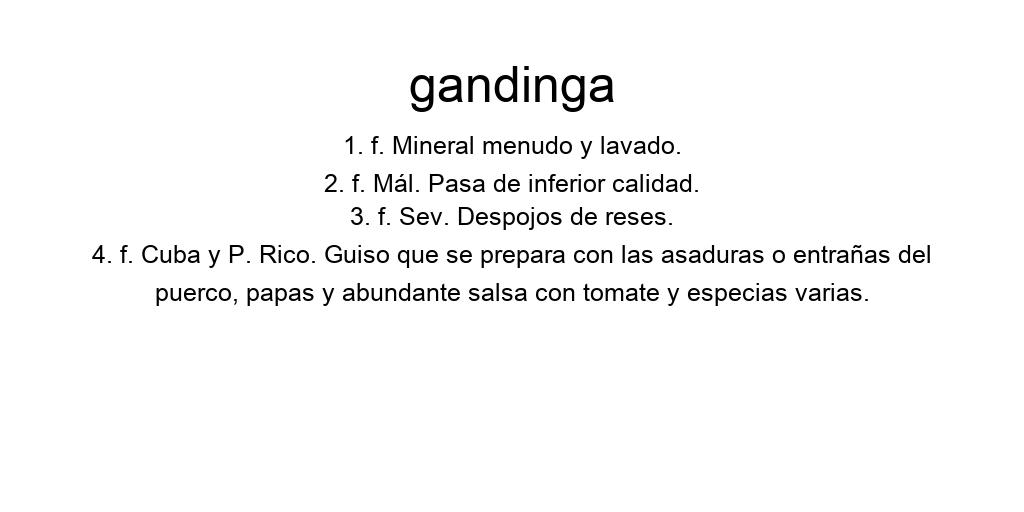 gandinga
1. f. Mineral menudo y lavado.
2. f. Mál. Pasa de inferior calidad.
3. f. Sev. Despojos de reses.
4. f. Cuba y P. Rico. Guiso que se prepara con las asaduras o entrañas del
puerco, papas y abundante salsa con tomate y especias varias.